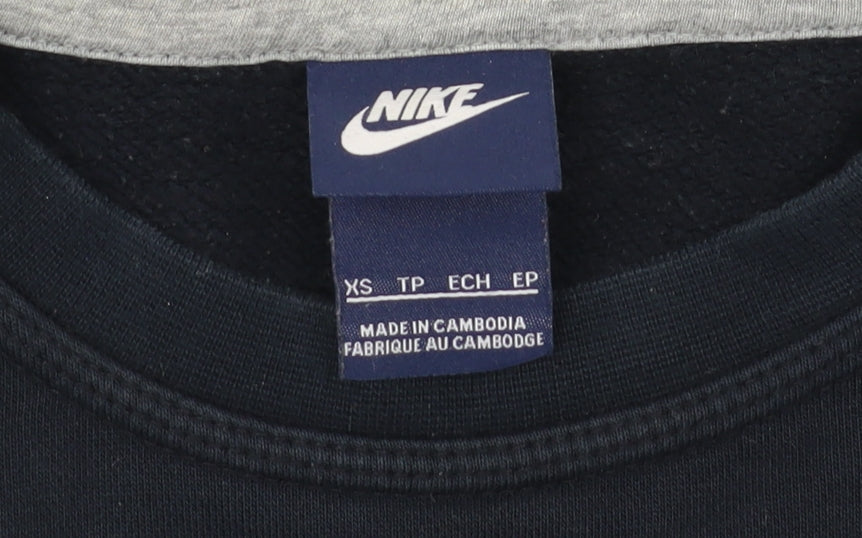 NIKE
XS TP ECH EP
MADE IN CAMBODIA
FABRIQUE AU CAMBODGE